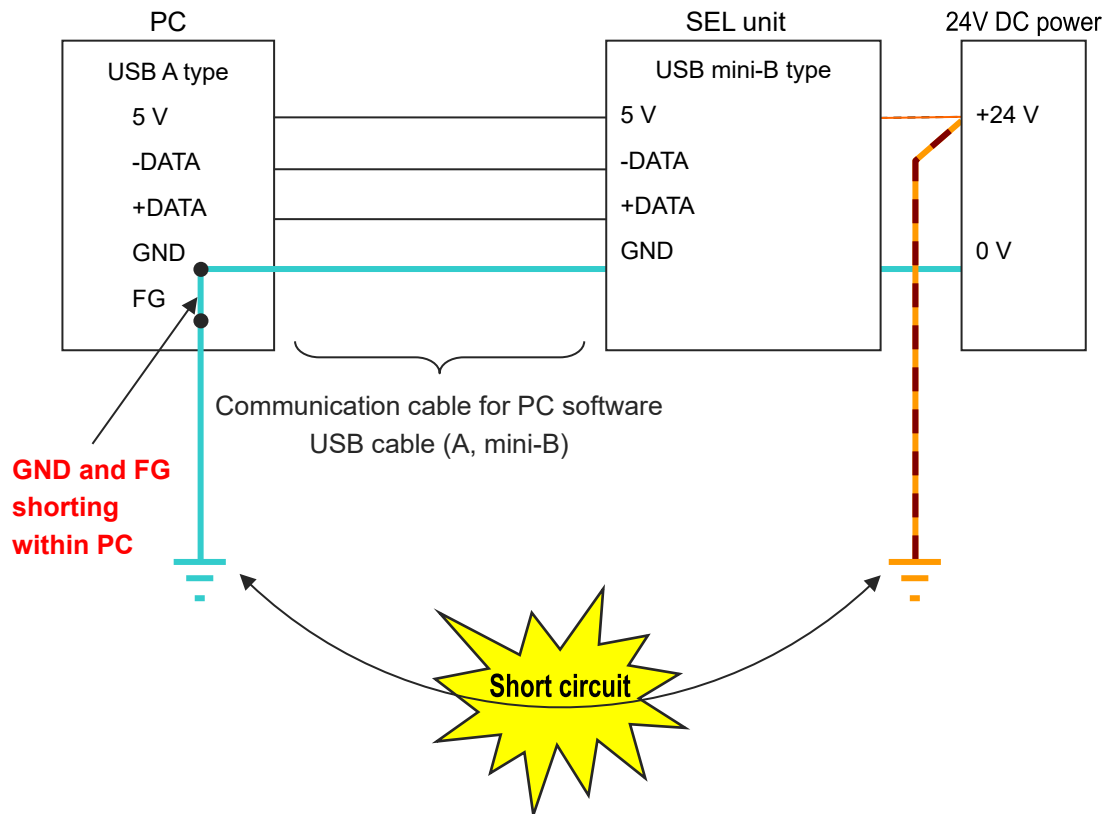 PC
SEL unit
24V DC power
USB A type
USB mini-B type
5 V
5 V
+24 V
-DATA
-DATA
+DATA
+DATA
GND
GND
0 V
FG
Communication cable for PC software
USB cable (A, mini-B)
GND and FG
shorting
within PC
Short circuit